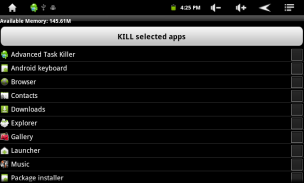 4:25 PM
Available Memory: 145.61M
KILL selected apps
Advanced Task Killer
Android keyboard
Browser
Contacts
Downloads
Explorer
Gallery
Launcher
Music
Package installer